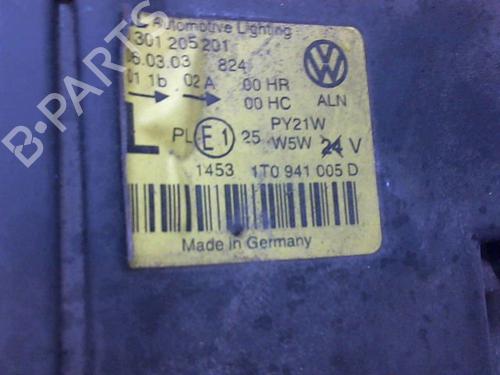 Automotive Lighting
301 205 201
6.03.03 824
01 1b 02 A 00 HR
00 HC ALN
L PL E1 25 PY21W
W5W 24 V
1453 1T0 941 005 D
Made in Germany
B-PARTS